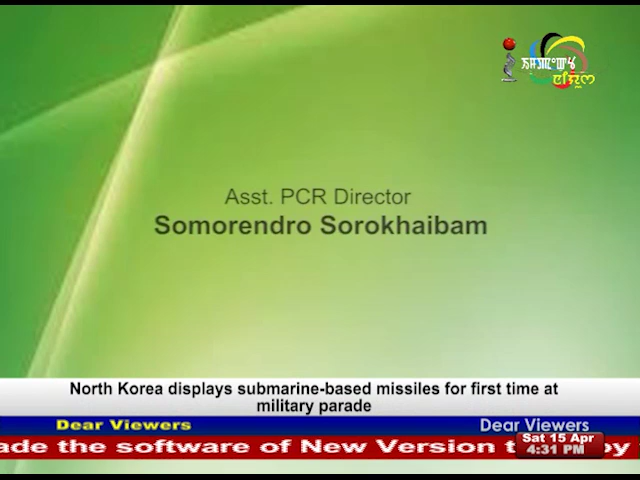 Asst. PCR Director
Somorendro Sorokhaibam
North Korea displays submarine-based missiles for first time at
military parade
Dear Viewers Dear Viewers
Sat 15 Apr
ade the software of New Version
4:31 PM